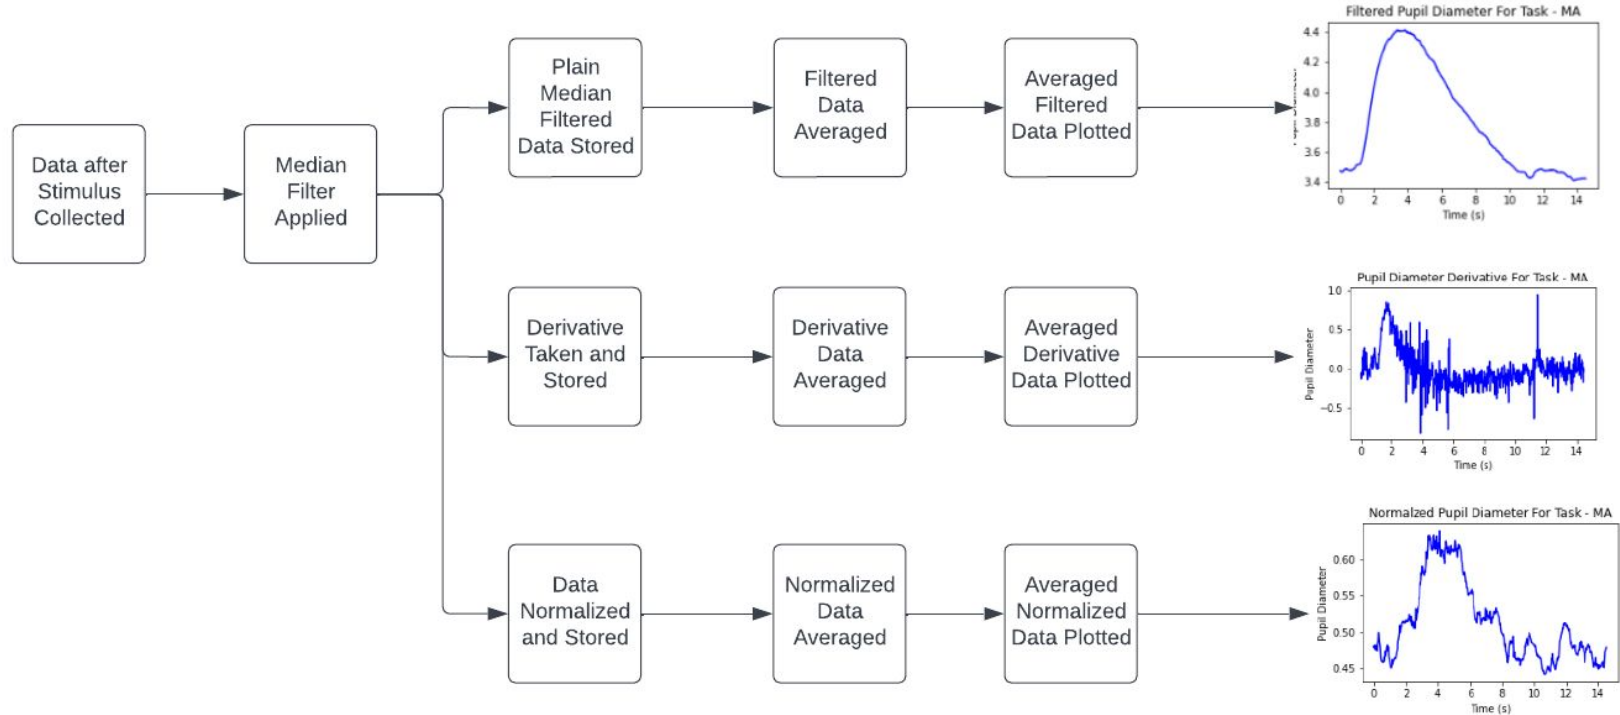 Data after
Stimulus
Collected
Median
Filter
Applied
Plain
Median
Filtered
Data Stored
Filtered
Data
Averaged
Averaged
Filtered
Data Plotted
Filtered Pupil Diameter For Task - MA
4.4
4.2
4.0
3.8
3.6
3.4
0 2 4 6 8 10 12 14
Time (s)
Derivative
Taken and
Stored
Derivative
Data
Averaged
Averaged
Derivative
Data Plotted
Pupil Diameter Derivative For Task - MA
Pupil Diameter
1.0
0.5
0.0
−0.5
0 2 4 6 8 10 12 14
Time (s)
Data
Normalized
and Stored
Normalized
Data
Averaged
Averaged
Normalized
Data Plotted
Normalzed Pupil Diameter For Task - MA
Pupil Diameter
0.60
0.55
0.50
0.45
0 2 4 6 8 10 12 14
Time (s)